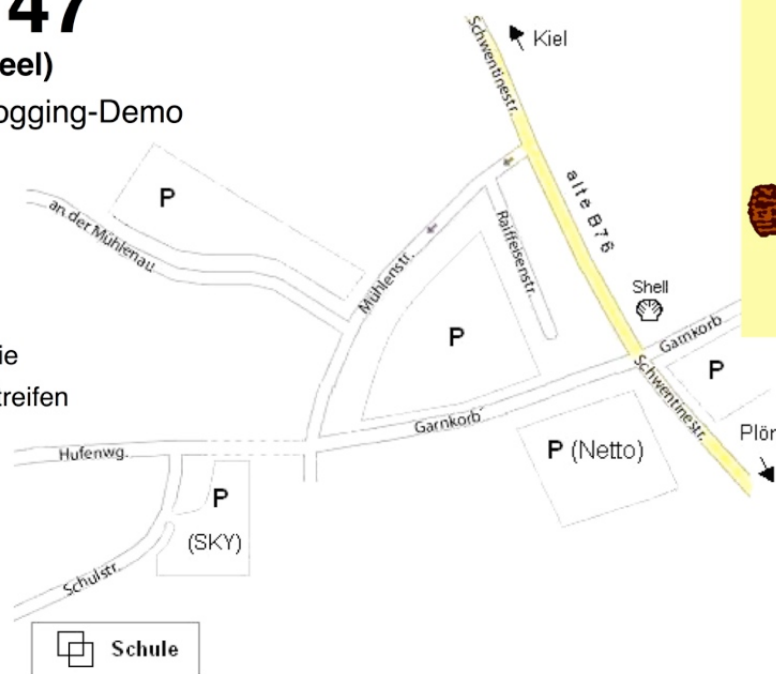 47
eel)
ogging-Demo
Schwentinestr.
Kiel
alte B76
P
an der Mühlenau
Mühlenstr.
Raiffeisenstr.
Shell
Garnkorb
P
P
ie
treifen
Schwentinestr.
Garnkorb
Plör
Hufenwg.
P (Netto)
P
(SKY)
Schulstr.
Schule